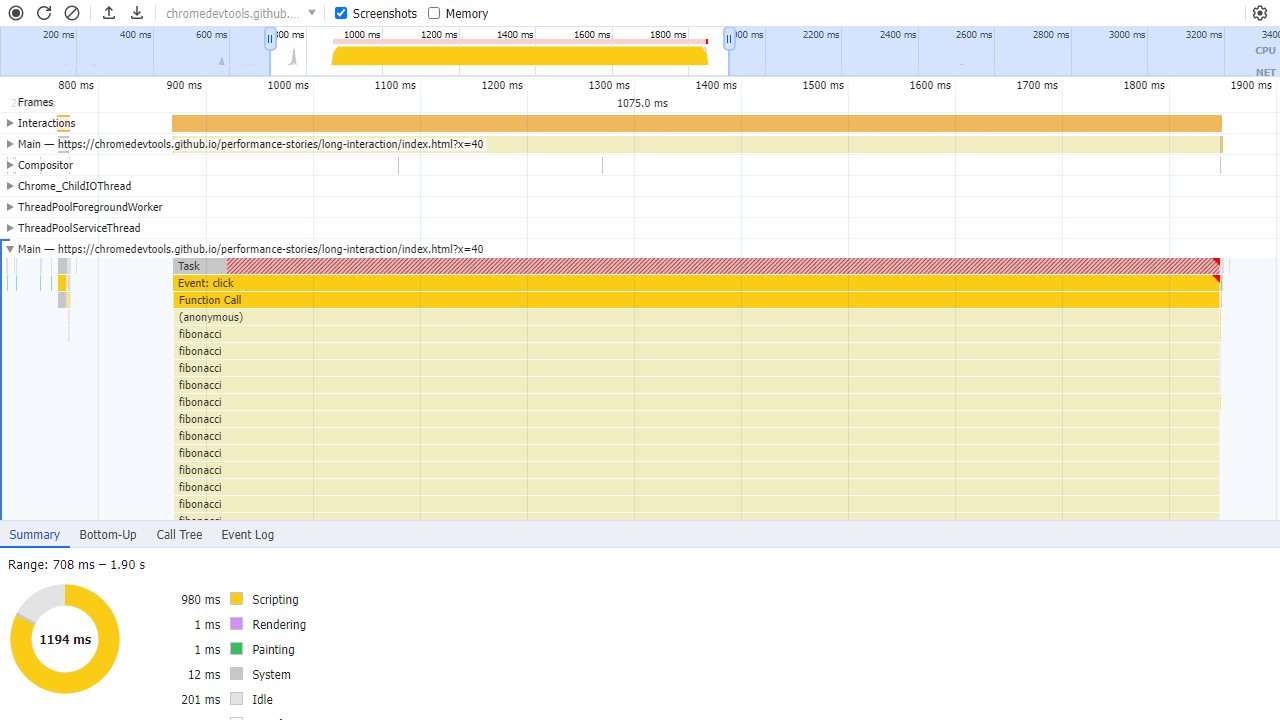 chromedevtools.github.... Screenshots Memory
200 ms 400 ms 600 ms 800 ms 1000 ms 1200 ms 1400 ms 1600 ms 1800 ms 2000 ms 2200 ms 2400 ms 2600 ms 2800 ms 3000 ms 3200 ms 3400
CPU
NET
800 ms 900 ms 1000 ms 1100 ms 1200 ms 1300 ms 1400 ms 1500 ms 1600 ms 1700 ms 1800 ms 1900 ms
Frames 1075.0 ms
Interactions
Main — https://chromedevtools.github.io/performance-stories/long-interaction/index.html?x=40
Compositor
Chrome_ChildIOThread
ThreadPoolForegroundWorker
ThreadPoolServiceThread
Main — https://chromedevtools.github.io/performance-stories/long-interaction/index.html?x=40
Task
Event: click
Function Call
(anonymous)
fibonacci
fibonacci
fibonacci
fibonacci
fibonacci
fibonacci
fibonacci
fibonacci
fibonacci
fibonacci
fibonacci
fibonacci
Summary Bottom-Up Call Tree Event Log
Range: 708 ms – 1.90 s
1194 ms
980 ms Scripting
1 ms Rendering
1 ms Painting
12 ms System
201 ms Idle